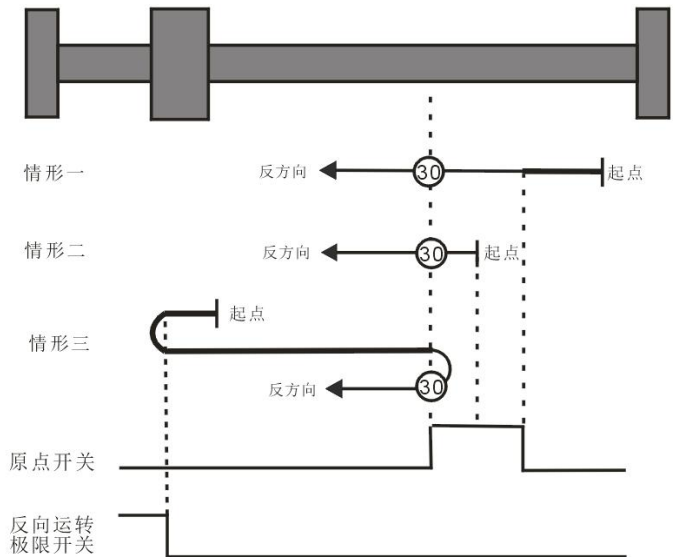 情形一
反方向
30
起点
情形二
反方向
30
起点
情形三
起点
反方向
30
原点开关
反向运转
极限开关